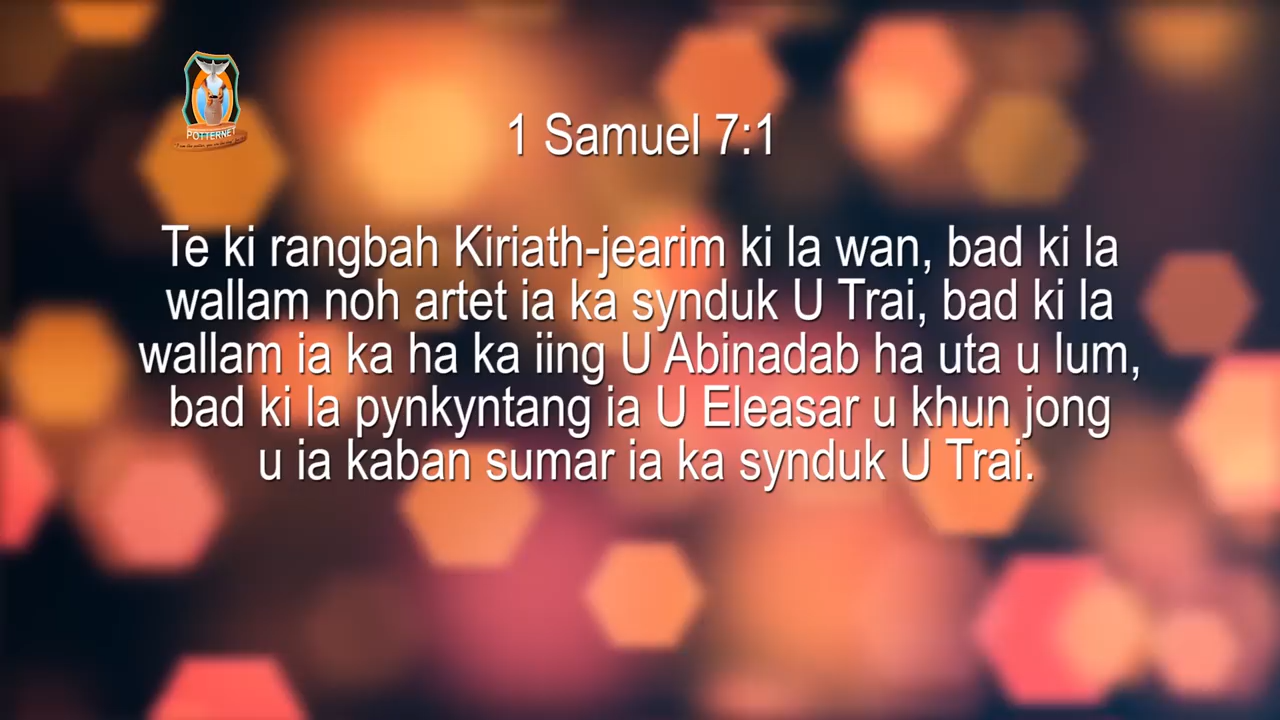 POTTERNET
1 Samuel 7:1
Te ki rangbah Kiriath-jearim ki la wan, bad ki la
wallam noh artet ia ka synduk U Trai, bad ki la
wallam ia ka ha ka iing U Abinadab ha uta u lum,
bad ki la pynkyntang ia U Eleasar u khun jong
u ia kaban sumar ia ka synduk U Trai.